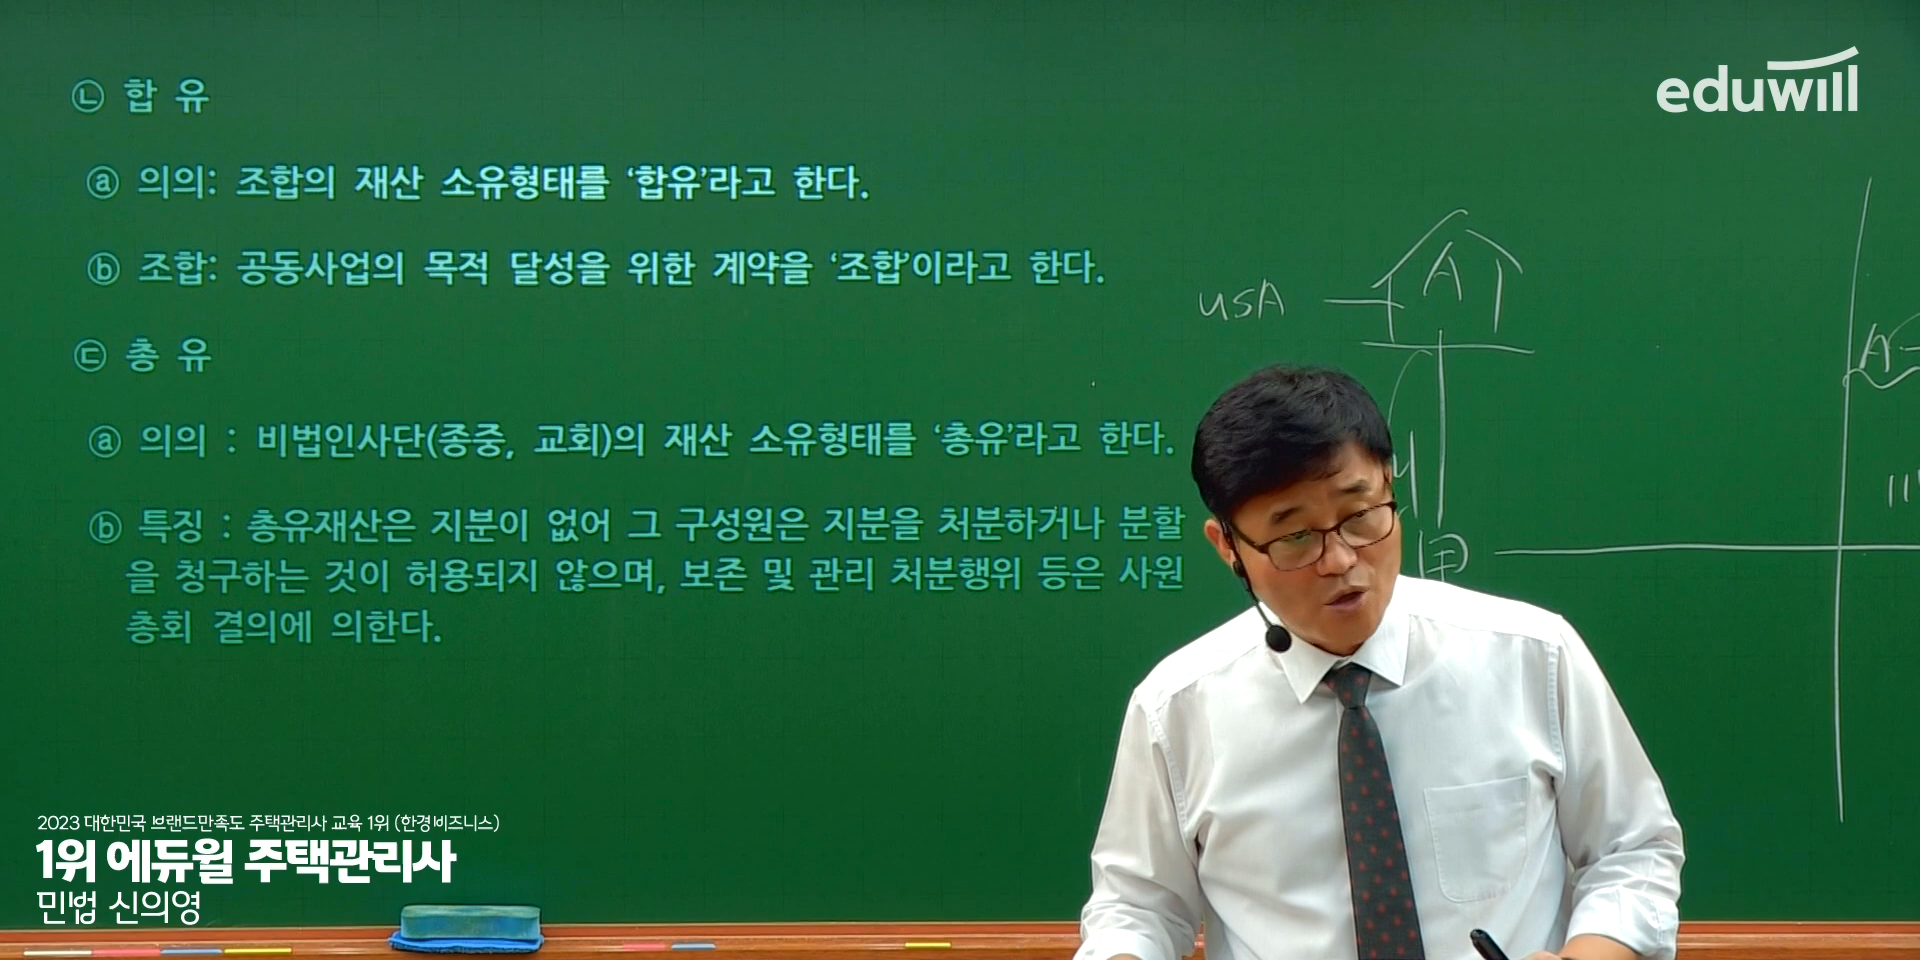 eduwill
㉡ 합 유
ⓐ 의의: 조합의 재산 소유형태를 ‘합유’라고 한다.
ⓑ 조합: 공동사업의 목적 달성을 위한 계약을 ‘조합’이라고 한다.
㉢ 총 유
ⓐ 의의 : 비법인사단(종중, 교회)의 재산 소유형태를 ‘총유’라고 한다.
ⓑ 특징 : 총유재산은 지분이 없어 그 구성원은 지분을 처분하거나 분할
을 청구하는 것이 허용되지 않으며, 보존 및 관리 처분행위 등은 사원
총회 결의에 의한다.
USA
A
A
甲
2023 대한민국 브랜드만족도 주택관리사 교육 1위 (한경비즈니스)
1위 에듀윌 주택관리사
민법 신의영